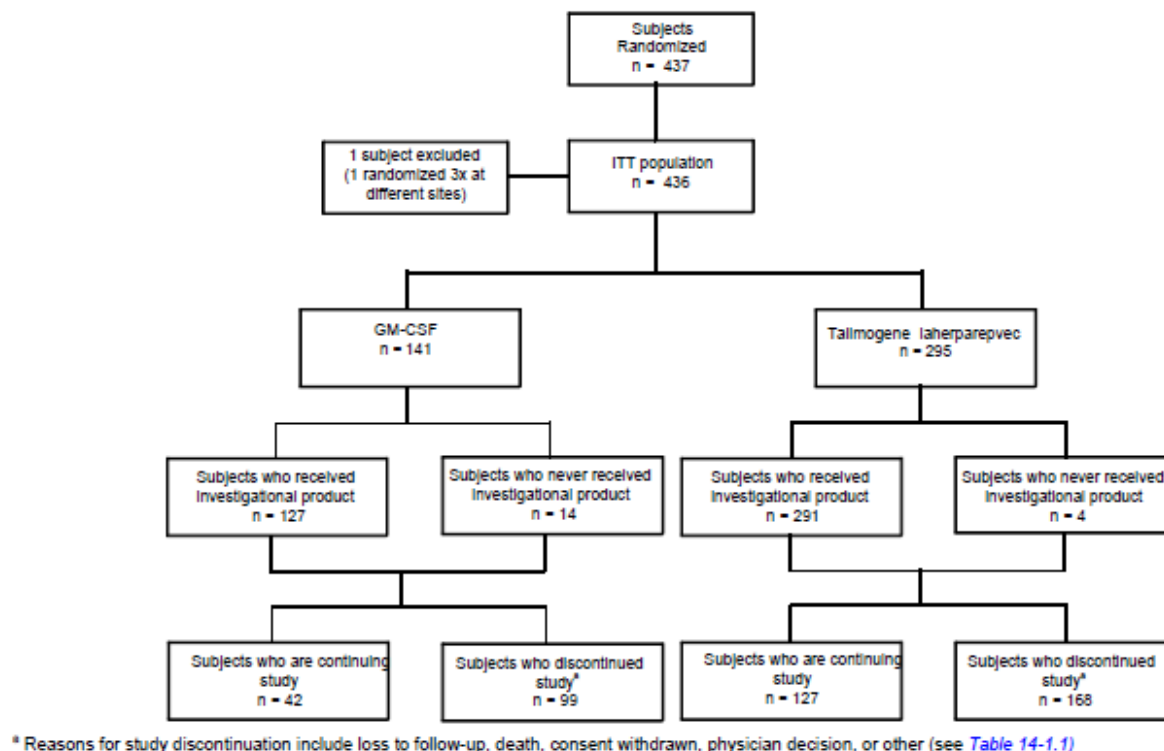 Subjects
Randomized
n = 437
1 subject excluded
(1 randomized 3x at
different sites)
ITT population
n = 436
GM-CSF
n = 141
Talimogene laherparepvec
n = 295
Subjects who received
Investigational product
n = 127
Subjects who never received
Investigational product
n = 14
Subjects who received
Investigational product
n = 291
Subjects who never received
Investigational product
n = 4
Subjects who are continuing
study
n = 42
Subjects who discontinued
studyª
n = 99
Subjects who are continuing
study
n = 127
Subjects who discontinued
studyª
n = 168
ª Reasons for study discontinuation include loss to follow-up, death, consent withdrawn, physician decision, or other (see Table 14-1.1)